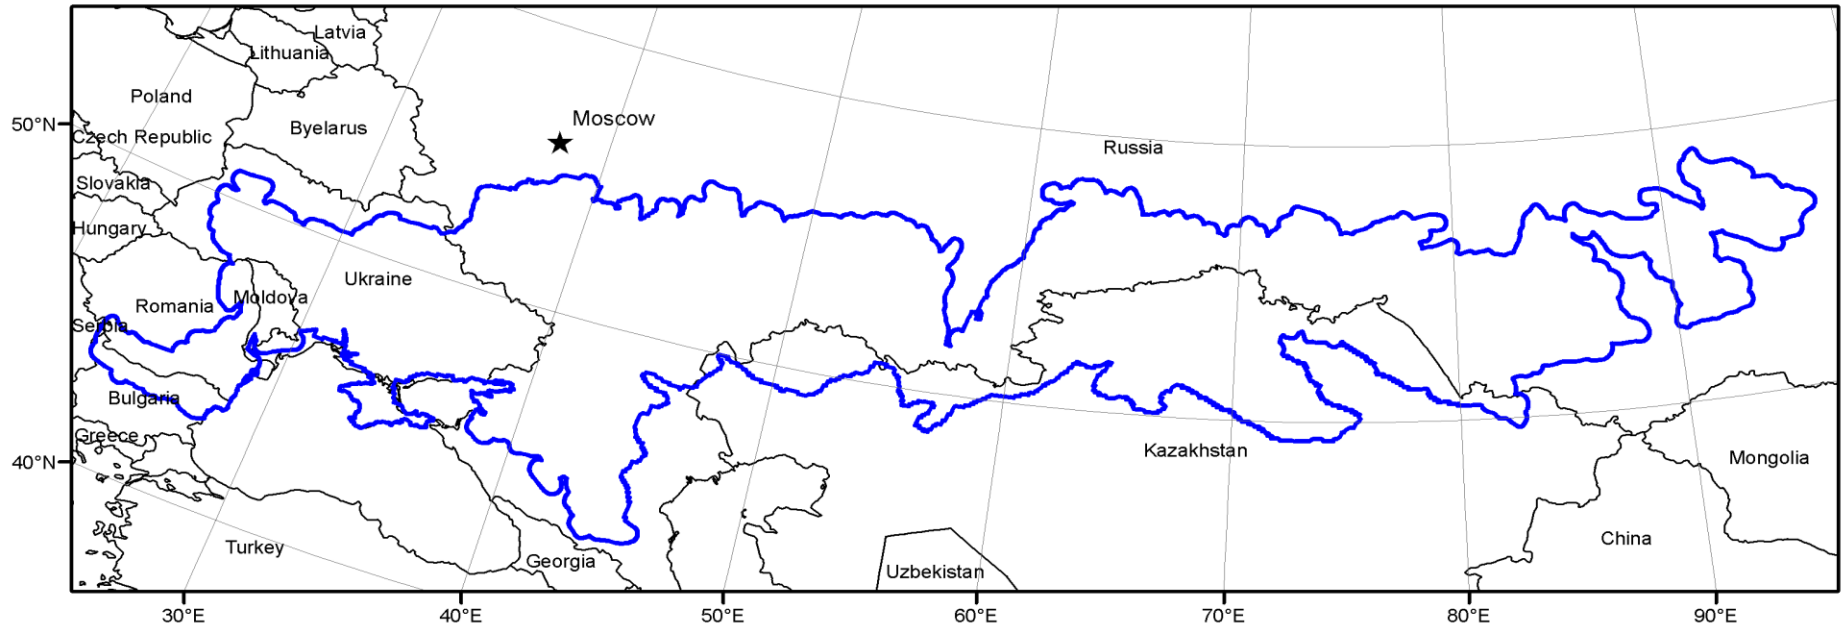 Latvia
Lithuania
Poland
Moscow
50°N
Byelarus
Czech Republic
Russia
Slovakia
Hungary
Ukraine
Moldova
Romania
Serbia
Bulgaria
Greece
Kazakhstan
Mongolia
40°N
China
Turkey
Georgia
Uzbekistan
30°E 40°E 50°E 60°E 70°E 80°E 90°E